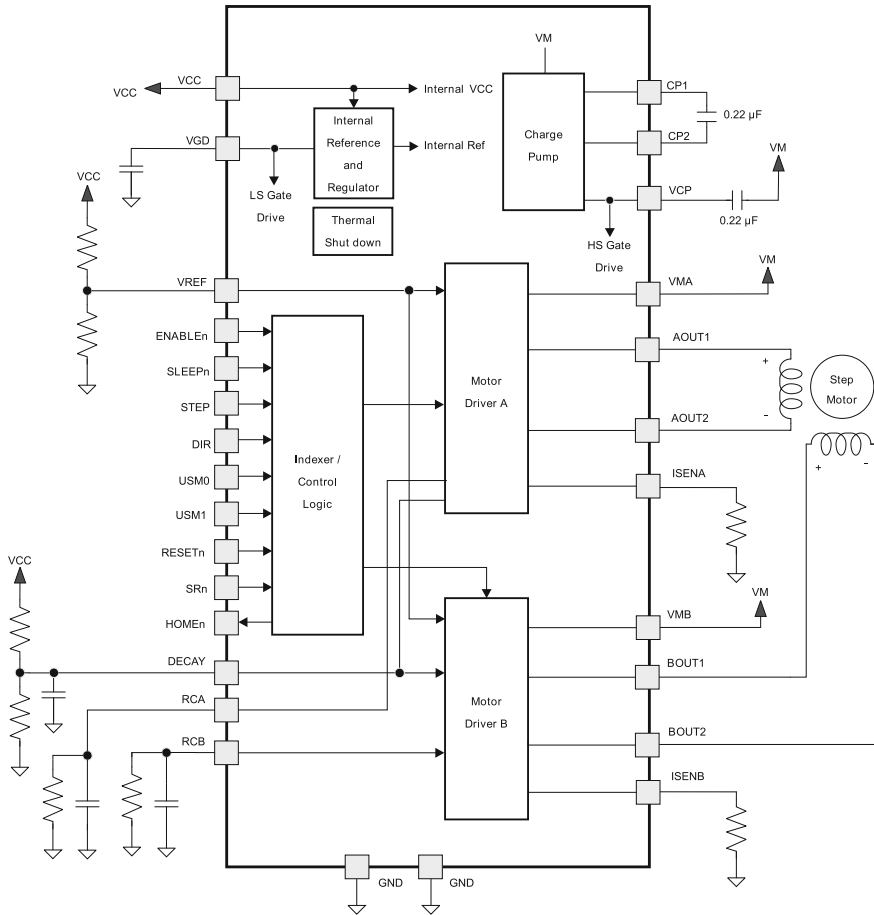 VM
VCC
VCC
Internal VCC
CP1
0.22 µF
Internal
Reference
and
Regulator
Charge
Pump
VGD
Internal Ref
CP2
VM
VCC
LS Gate
Drive
VCP
0.22 µF
Thermal
Shut down
HS Gate
Drive
VREF
VMA
VM
ENABLEn
SLEEPn
STEP
DIR
USM0
USM1
RESETn
SRn
HOMEn
Indexer /
Control
Logic
Motor
Driver A
AOUT1
+
-
AOUT2
Step
Motor
+
-
ISENA
VCC
DECAY
RCA
RCB
Motor
Driver B
VMB
VM
BOUT1
BOUT2
ISENB
GND
GND